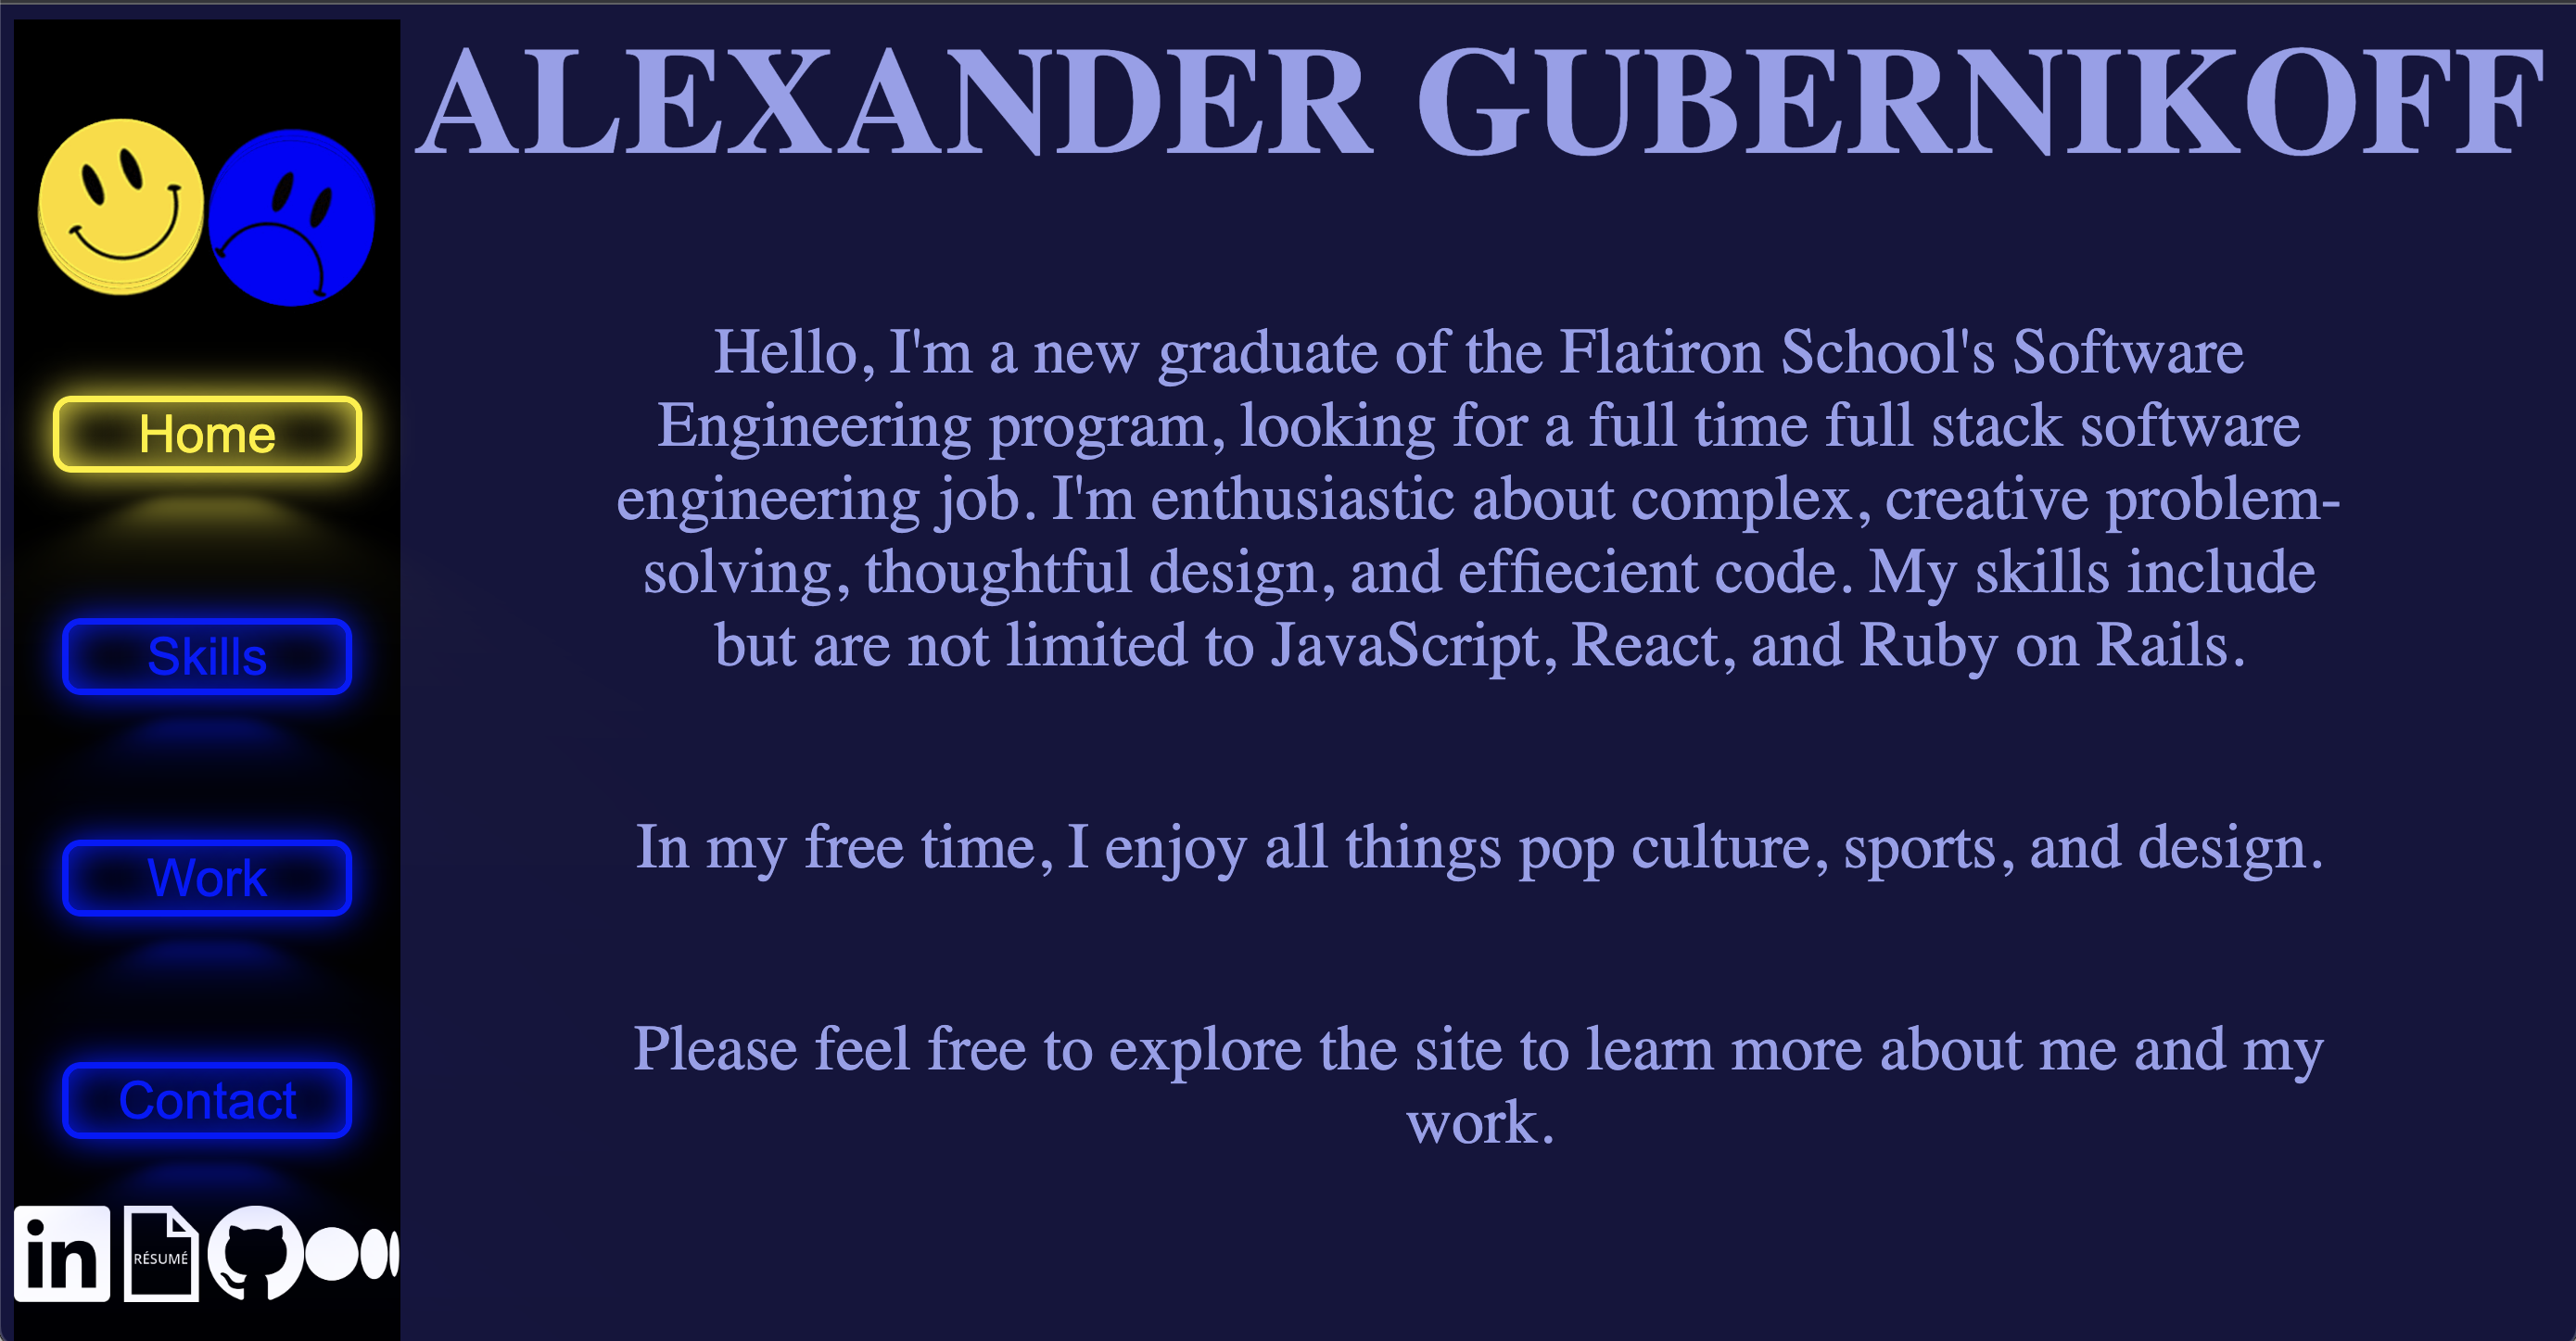 ALEXANDER GUBERNIKOFF
Home
Skills
Work
Contact
in
RÉSUMÉ
Hello, I'm a new graduate of the Flatiron School's Software
Engineering program, looking for a full time full stack software
engineering job. I'm enthusiastic about complex, creative problem-
solving, thoughtful design, and effiecient code. My skills include
but are not limited to JavaScript, React, and Ruby on Rails.
In my free time, I enjoy all things pop culture, sports, and design.
Please feel free to explore the site to learn more about me and my
work.